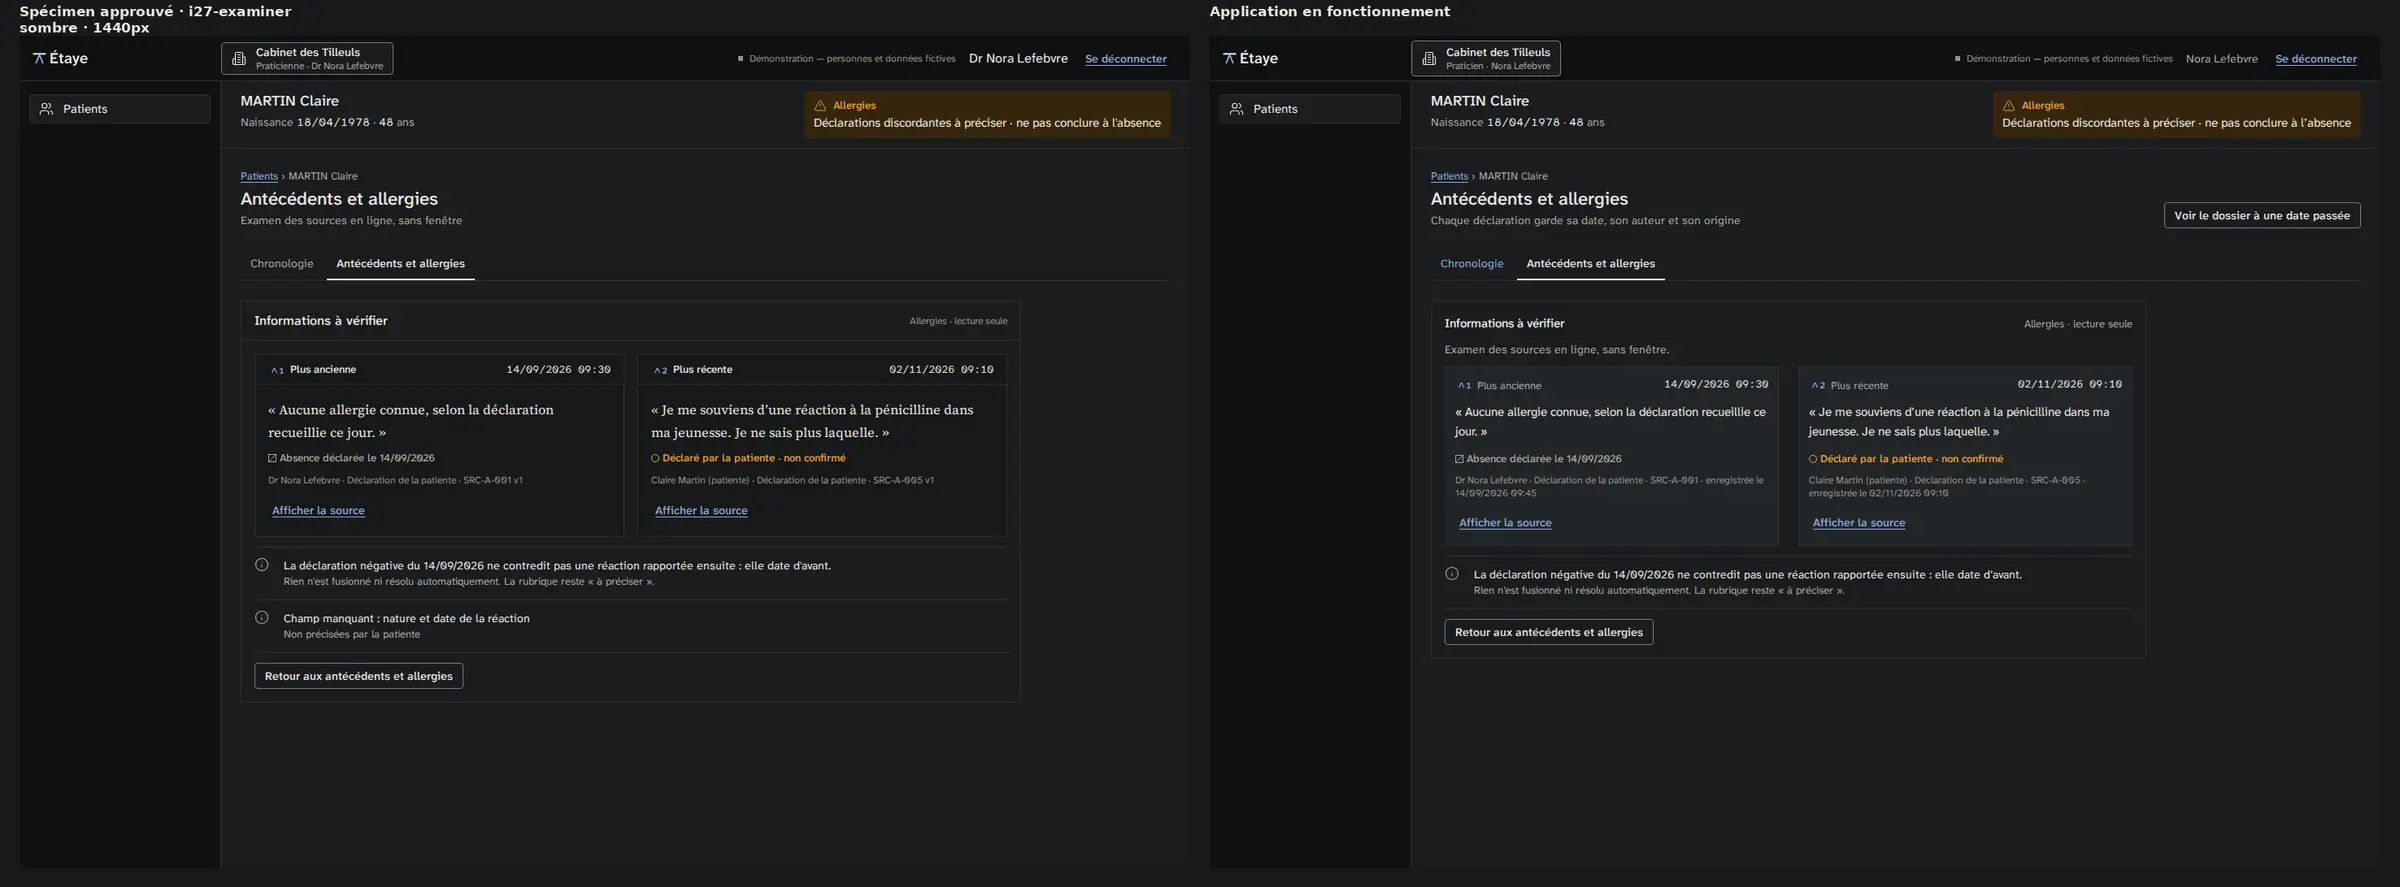 Spécimen approuvé · i27-examiner
sombre · 1440px
Étaye
Cabinet des Tilleuls
Praticienne · Dr Nora Lefebvre
Démonstration — personnes et données fictives
Dr Nora Lefebvre
Se déconnecter
Patients
MARTIN Claire
Naissance 18/04/1978 · 48 ans
Allergies
Déclarations discordantes à préciser · ne pas conclure à l'absence
Patients › MARTIN Claire
Antécédents et allergies
Examen des sources en ligne, sans fenêtre
Chronologie
Antécédents et allergies
Informations à vérifier
Allergies · lecture seule
^1 Plus ancienne
14/09/2026 09:30
« Aucune allergie connue, selon la déclaration
recueillie ce jour. »
Absence déclarée le 14/09/2026
Dr Nora Lefebvre · Déclaration de la patiente · SRC-A-001 v1
Afficher la source
^2 Plus récente
02/11/2026 09:10
« Je me souviens d’une réaction à la pénicilline dans
ma jeunesse. Je ne sais plus laquelle. »
Déclaré par la patiente · non confirmé
Claire Martin (patiente) · Déclaration de la patiente · SRC-A-005 v1
Afficher la source
La déclaration négative du 14/09/2026 ne contredit pas une réaction rapportée ensuite : elle date d'avant.
Rien n'est fusionné ni résolu automatiquement. La rubrique reste « à préciser ».
Champ manquant : nature et date de la réaction
Non précisées par la patiente
Retour aux antécédents et allergies
Application en fonctionnement
Étaye
Cabinet des Tilleuls
Praticien · Nora Lefebvre
Démonstration — personnes et données fictives
Nora Lefebvre
Se déconnecter
Patients
MARTIN Claire
Naissance 18/04/1978 · 48 ans
Allergies
Déclarations discordantes à préciser · ne pas conclure à l’absence
Patients › MARTIN Claire
Antécédents et allergies
Chaque déclaration garde sa date, son auteur et son origine
Voir le dossier à une date passée
Chronologie
Antécédents et allergies
Informations à vérifier
Allergies · lecture seule
Examen des sources en ligne, sans fenêtre.
^1 Plus ancienne
14/09/2026 09:30
« Aucune allergie connue, selon la déclaration recueillie ce
jour. »
Absence déclarée le 14/09/2026
Dr Nora Lefebvre · Déclaration de la patiente · SRC-A-001 · enregistrée le
14/09/2026 09:45
Afficher la source
^2 Plus récente
02/11/2026 09:10
« Je me souviens d’une réaction à la pénicilline dans ma
jeunesse. Je ne sais plus laquelle. »
Déclaré par la patiente · non confirmé
Claire Martin (patiente) · Déclaration de la patiente · SRC-A-005 ·
enregistrée le 02/11/2026 09:10
Afficher la source
La déclaration négative du 14/09/2026 ne contredit pas une réaction rapportée ensuite : elle date d’avant.
Rien n’est fusionné ni résolu automatiquement. La rubrique reste « à préciser ».
Retour aux antécédents et allergies